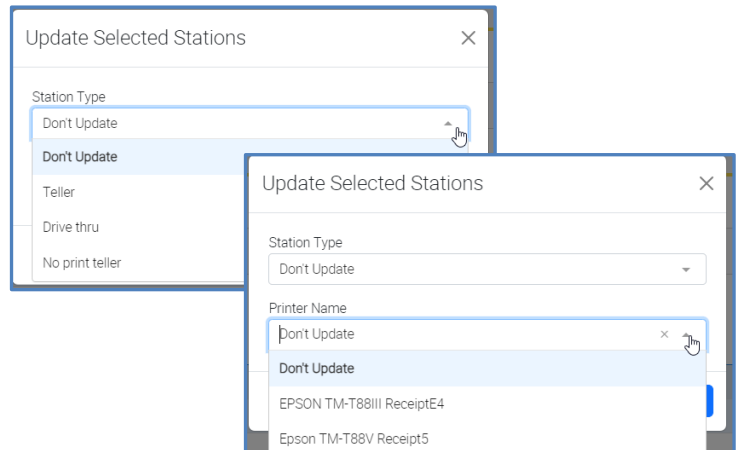 Update Selected Stations
Station Type
Don't Update
Don't Update
Teller
Drive thru
No print teller
Update Selected Stations
Station Type
Don't Update
Printer Name
Don't Update
Don't Update
EPSON TM-T88III ReceiptE4
Epson TM-T88V Receipt5